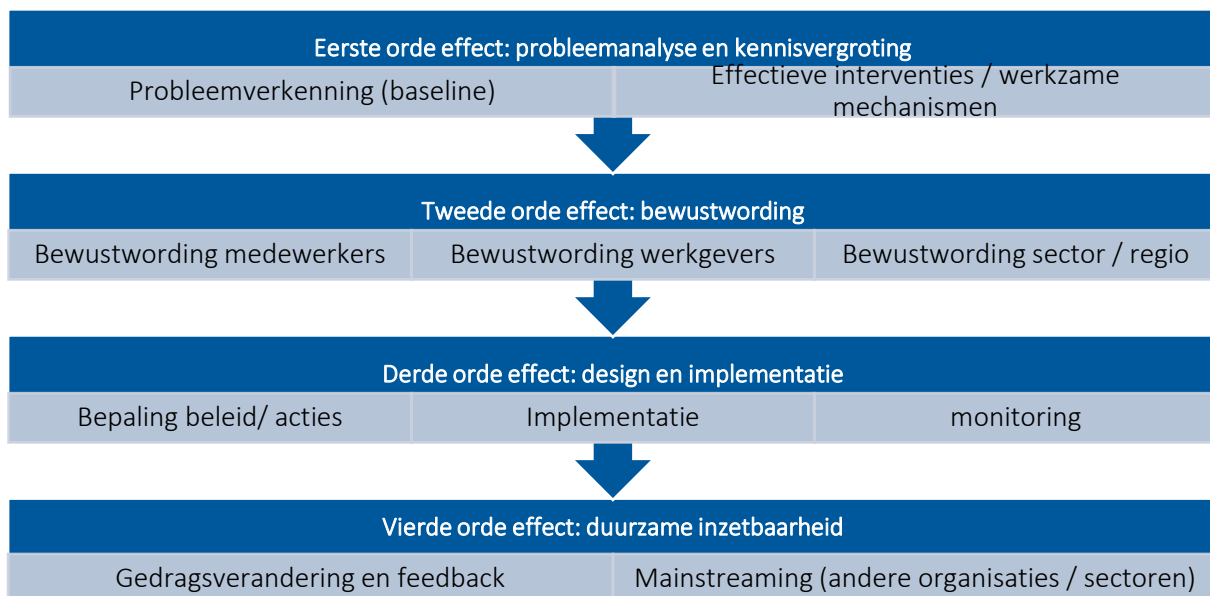 Eerste orde effect: probleemanalyse en kennisvergroting
Probleemverkenning (baseline)
Effectieve interventies / werkzame
mechanismen
Tweede orde effect: bewustwording
Bewustwording medewerkers
Bewustwording werkgevers
Bewustwording sector / regio
Derde orde effect: design en implementatie
Bepaling beleid/ acties
Implementatie
monitoring
Vierde orde effect: duurzame inzetbaarheid
Gedragsverandering en feedback
Mainstreaming (andere organisaties / sectoren)